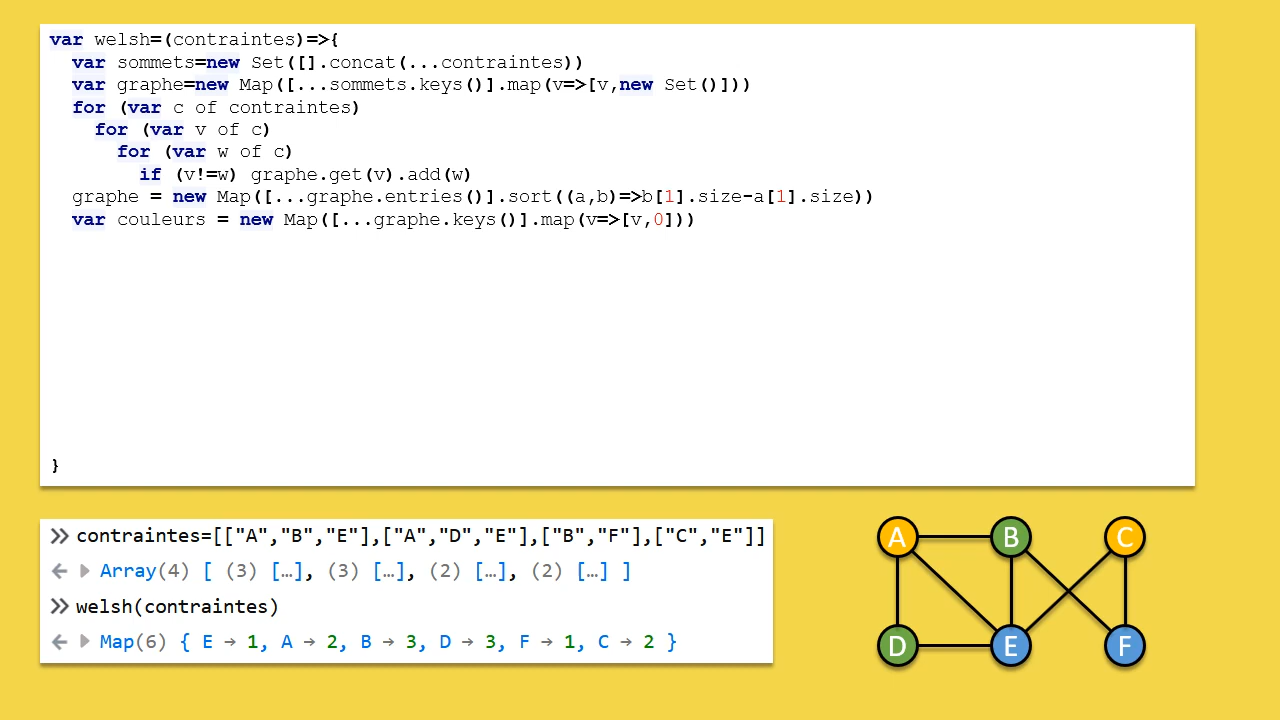 var welsh=(contraintes)=>{
var sommets=new Set([].concat(...contraintes))
var graphe=new Map([...sommets.keys()].map(v=>[v,new Set()]))
for (var c of contraintes)
for (var v of c)
for (var w of c)
if (v!=w) graphe.get(v).add(w)
graphe = new Map([...graphe.entries()].sort((a,b)=>b[1].size-a[1].size))
var couleurs = new Map([...graphe.keys()].map(v=>[v,0]))
}
>> contraintes=[["A","B","E"],["A","D","E"],["B","F"],["C","E"]]
← ▶ Array(4) [ (3) […], (3) […], (2) […], (2) […] ]
>> welsh(contraintes)
← ▶ Map(6) { E → 1, A → 2, B → 3, D → 3, F → 1, C → 2 }
A B C
D E F